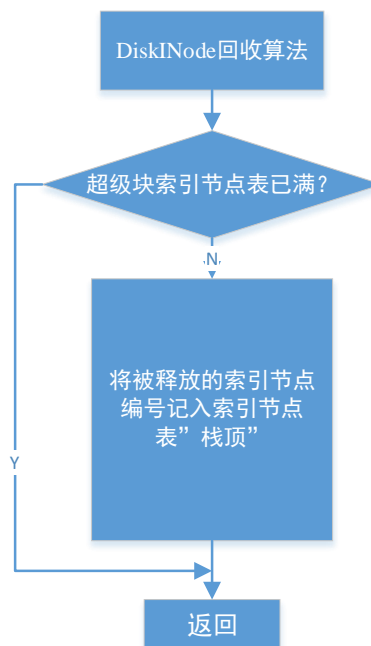 DiskINode回收算法
超级块索引节点表已满？
N
将被释放的索引节点
编号记入索引节点
表”栈顶”
Y
返回